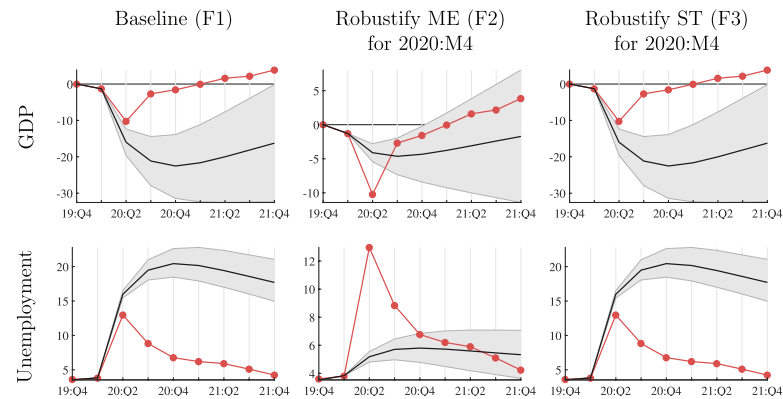 Baseline (F1)
Robustify ME (F2)
for 2020:M4
Robustify ST (F3)
for 2020:M4
GDP
0
-10
-20
-30
19:Q4 20:Q2 20:Q4 21:Q2 21:Q4
5
0
-5
-10
19:Q4 20:Q2 20:Q4 21:Q2 21:Q4
0
-10
-20
-30
19:Q4 20:Q2 20:Q4 21:Q2 21:Q4
Unemployment
20
15
10
5
19:Q4 20:Q2 20:Q4 21:Q2 21:Q4
12
10
8
6
4
19:Q4 20:Q2 20:Q4 21:Q2 21:Q4
20
15
10
5
19:Q4 20:Q2 20:Q4 21:Q2 21:Q4